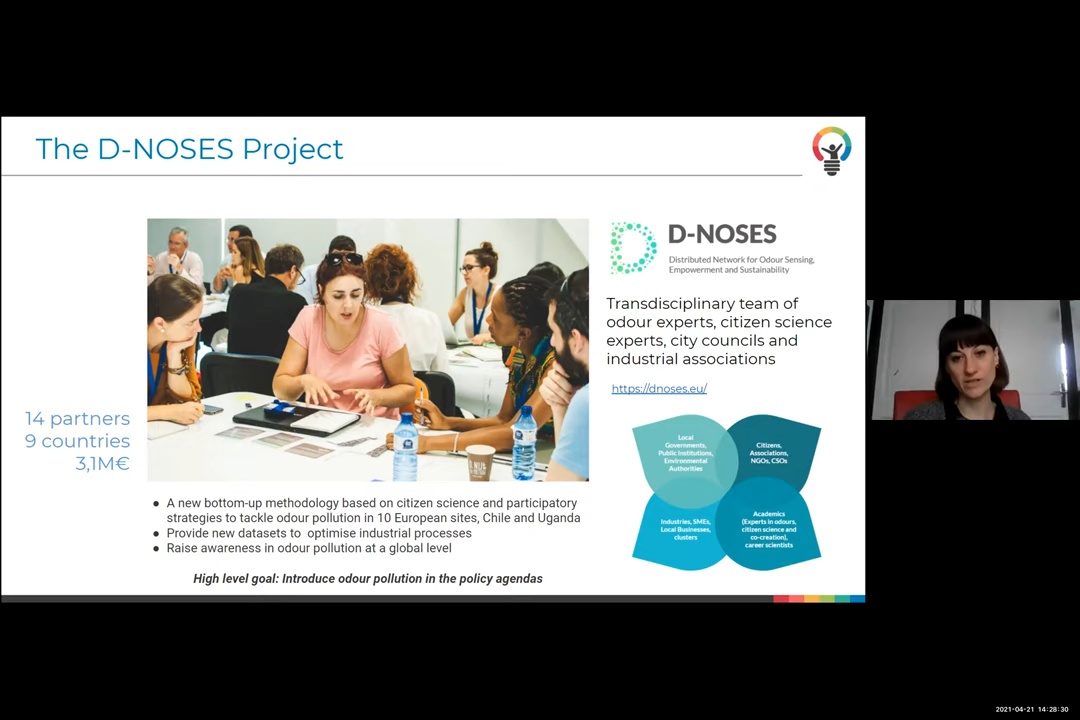 The D-NOSES Project
14 partners
9 countries
3,1M€
D-NOSES
Distributed Network for Odour Sensing,
Empowerment and Sustainability
Transdisciplinary team of
odour experts, citizen science
experts, city councils and
industrial associations
https://dnoses.eu/
Local
Governments,
Public Institutions,
Environmental
Authorities
Citizens,
Associations,
NGOs, CSOs
Industries, SMEs,
Local Businesses,
clusters
Academics
(Experts in odours,
citizen science and
co-creation),
career scientists
● A new bottom-up methodology based on citizen science and participatory
strategies to tackle odour pollution in 10 European sites, Chile and Uganda
● Provide new datasets to optimise industrial processes
● Raise awareness in odour pollution at a global level
High level goal: Introduce odour pollution in the policy agendas
2021-04-21 14:28:30